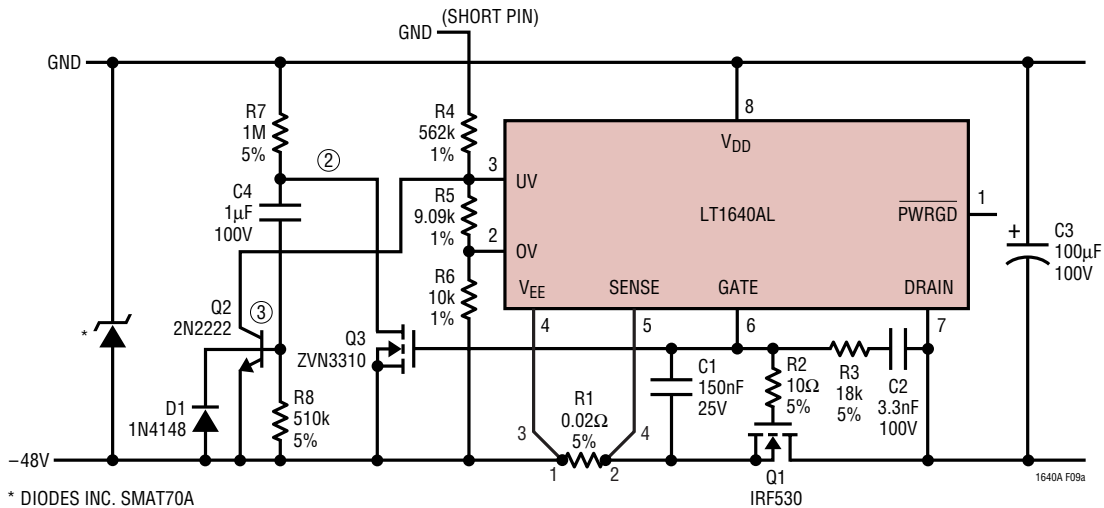 (SHORT PIN)
GND
GND
R7
1M
5%
②
C4
1µF
100V
R4
562k
1%
R5
9.09k
1%
R6
10k
1%
3
UV
2
OV
8
VDD
LT1640AL
PWRGD
1
VEE
SENSE
GATE
DRAIN
4
5
6
7
+
C3
100µF
100V
*
Q2
2N2222
③
D1
1N4148
R8
510k
5%
Q3
ZVN3310
R1
0.02Ω
5%
3
4
1
2
C1
150nF
25V
R2
10Ω
5%
R3
18k
5%
C2
3.3nF
100V
Q1
IRF530
–48V
1640A F09a
* DIODES INC. SMAT70A